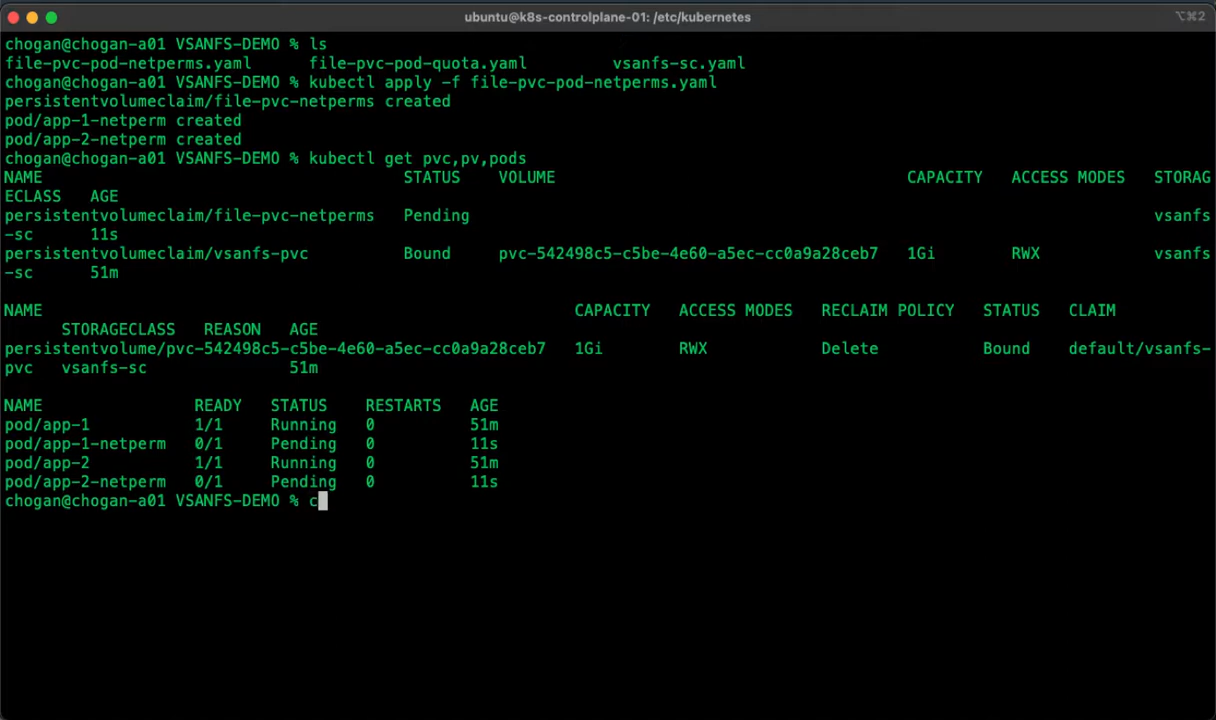 ubuntu@k8s-controlplane-01: /etc/kubernetes
⌥⌘2
chogan@chogan-a01 VSANFS-DEMO % ls
file-pvc-pod-netperms.yaml      file-pvc-pod-quota.yaml         vsanfs-sc.yaml
chogan@chogan-a01 VSANFS-DEMO % kubectl apply -f file-pvc-pod-netperms.yaml
persistentvolumeclaim/file-pvc-netperms created
pod/app-1-netperm created
pod/app-2-netperm created
chogan@chogan-a01 VSANFS-DEMO % kubectl get pvc,pv,pods
NAME                                      STATUS    VOLUME                                     CAPACITY   ACCESS MODES   STORAG
ECLASS   AGE
persistentvolumeclaim/file-pvc-netperms   Pending                                                                        vsanfs
-sc      11s
persistentvolumeclaim/vsanfs-pvc          Bound     pvc-542498c5-c5be-4e60-a5ec-cc0a9a28ceb7   1Gi        RWX            vsanfs
-sc      51m
NAME                                                        CAPACITY   ACCESS MODES   RECLAIM POLICY   STATUS   CLAIM
      STORAGECLASS   REASON   AGE
persistentvolume/pvc-542498c5-c5be-4e60-a5ec-cc0a9a28ceb7   1Gi        RWX            Delete           Bound    default/vsanfs-
pvc   vsanfs-sc               51m
NAME                READY   STATUS    RESTARTS   AGE
pod/app-1           1/1     Running   0          51m
pod/app-1-netperm   0/1     Pending   0          11s
pod/app-2           1/1     Running   0          51m
pod/app-2-netperm   0/1     Pending   0          11s
chogan@chogan-a01 VSANFS-DEMO % c